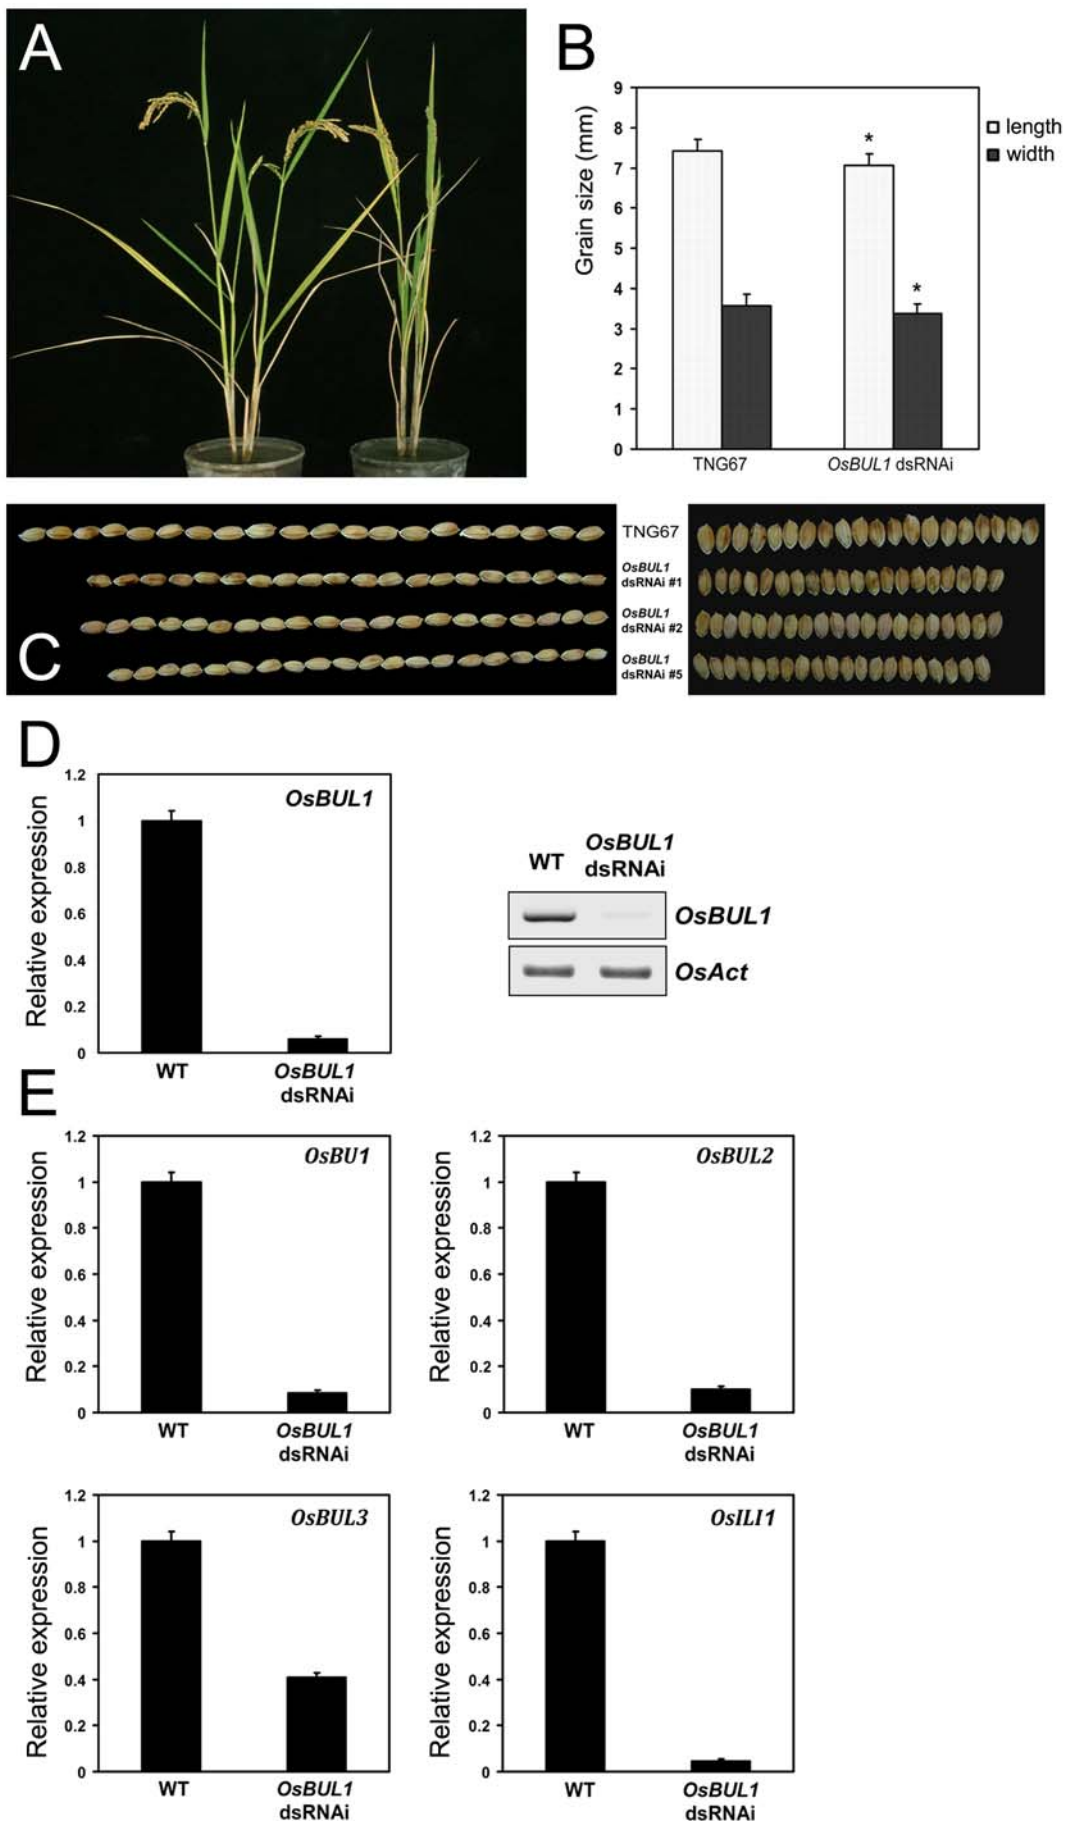 A
B
9
8
7
6
5
4
3
2
1
0
Grain size (mm)
*
*
length
width
TNG67
OsBUL1 dsRNAi
C
TNG67
OsBUL1
dsRNAi #1
OsBUL1
dsRNAi #2
OsBUL1
dsRNAi #5
D
1.2
1
0.8
0.6
0.4
0.2
0
Relative expression
OsBUL1
WT
OsBUL1
dsRNAi
WT
OsBUL1
dsRNAi
OsBUL1
OsAct
E
1.2
1
0.8
0.6
0.4
0.2
0
Relative expression
OsBU1
WT
OsBUL1
dsRNAi
1.2
1
0.8
0.6
0.4
0.2
0
Relative expression
OsBUL2
WT
OsBUL1
dsRNAi
1.2
1
0.8
0.6
0.4
0.2
0
Relative expression
OsBUL3
WT
OsBUL1
dsRNAi
1.2
1
0.8
0.6
0.4
0.2
0
Relative expression
OsILI1
WT
OsBUL1
dsRNAi